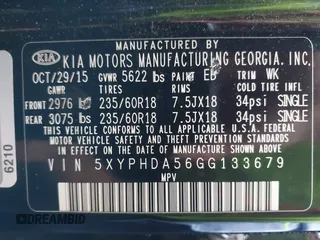 MANUFACTURED BY
KIA KIA MOTORS MANUFACTURING GEORGIA, INC.
OCT/29/15 GVWR 5622 lbs PAINT EB TRIM WK
GAWR TIRES RIMS COLD TIRE INFL
FRONT 2976 lbs 235/60R18 7.5JX18 34psi SINGLE
REAR 3075 lbs 235/60R18 7.5JX18 34psi SINGLE
THIS VEHICLE CONFORMS TO ALL APPLICABLE
FEDERAL MOTOR VEHICLE SAFETY, BUMPER,
AND THEFT PREVENTION STANDARDS IN EFFECT
ON THE DATE OF MANUFACTURE SHOWN ABOVE.
VIN 5XYPHDA56GG133679
MPV
6210
DREAMBID